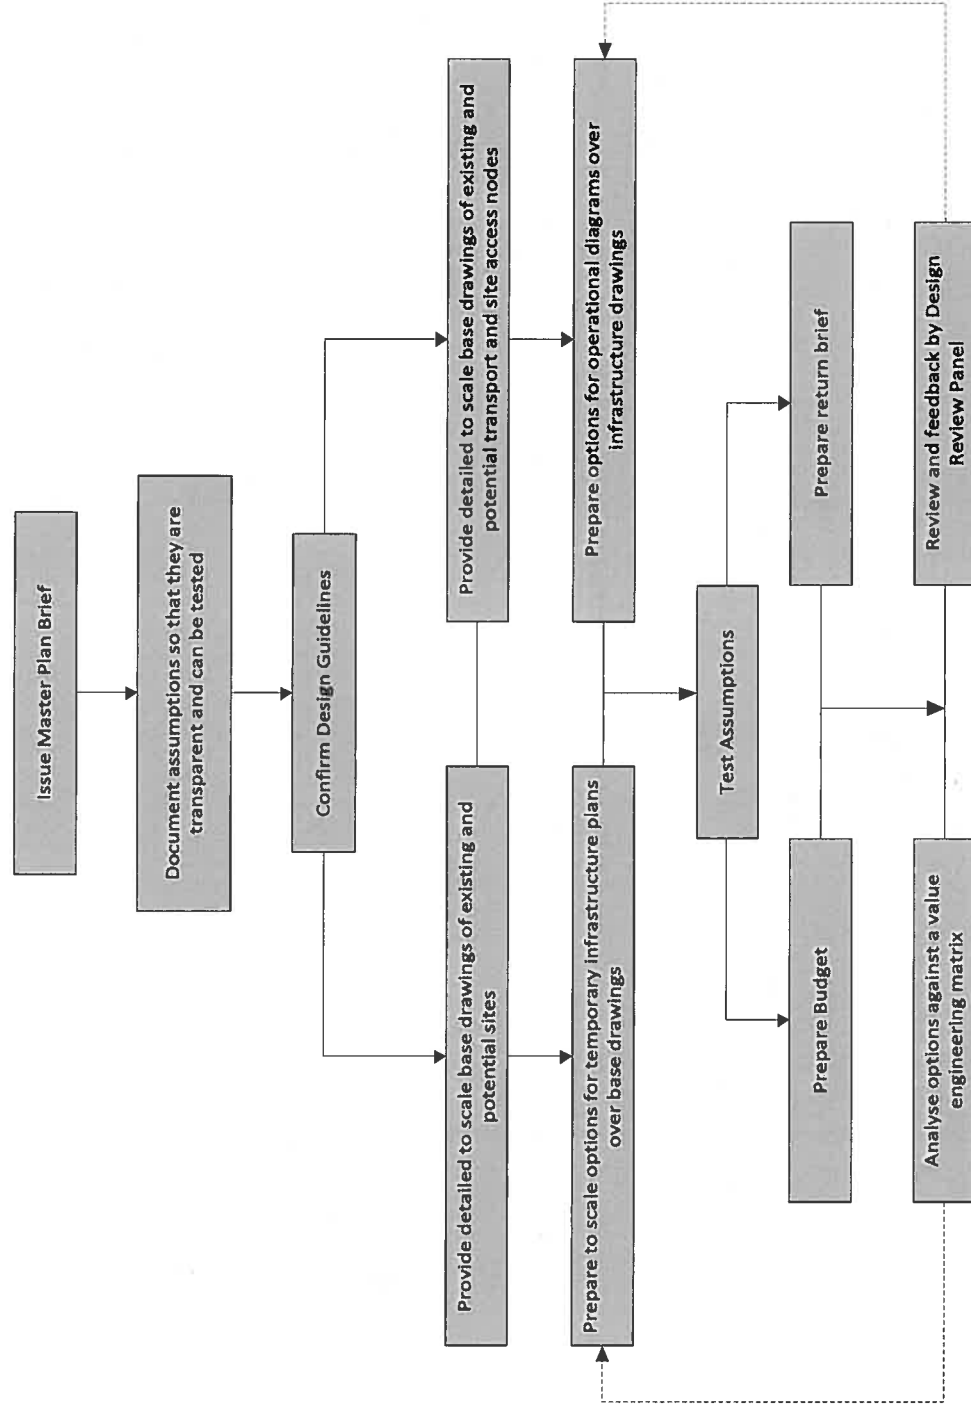 Issue Master Plan Brief
Document assumptions so that they are
transparent and can be tested
Confirm Design Guidelines
Provide detailed to scale base drawings of existing and
potential sites
Provide detailed to scale base drawings of existing and
potential transport and site access nodes
Prepare to scale options for temporary infrastructure plans
over base drawings
Prepare options for operational diagrams over
infrastructure drawings
Test Assumptions
Prepare Budget
Prepare return brief
Analyse options against a value
engineering matrix
Review and feedback by Design
Review Panel